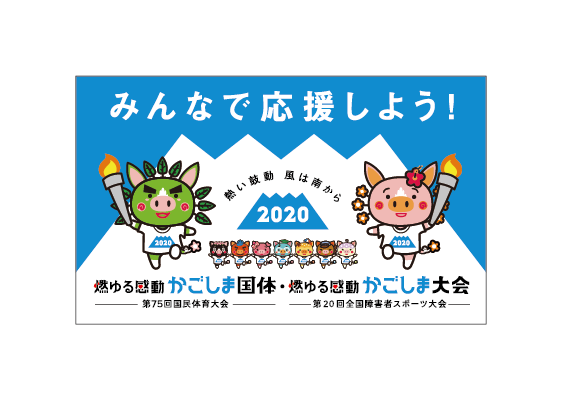 みんなで応援しよう!
熱い鼓動 風は南から
2020
2020
2020
燃ゆる感動 かごしま国体・燃ゆる感動 かごしま大会
第75回国民体育大会
第20回全国障害者スポーツ大会